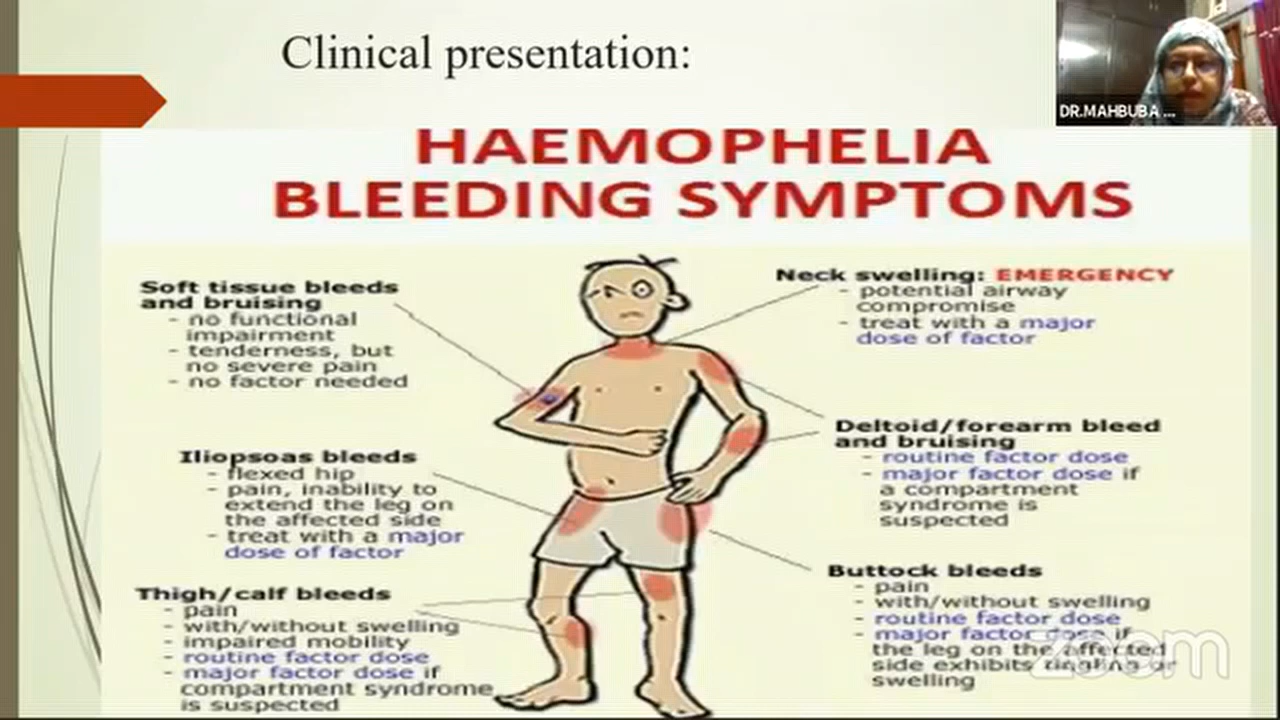 Clinical presentation:
DR.MAHBUBA ...
HAEMOPHELIA
BLEEDING SYMPTOMS
Soft tissue bleeds
and bruising
- no functional
impairment
- tenderness, but
no severe pain
- no factor needed
Iliopsoas bleeds
- flexed hip
- pain, inability to
extend the leg on
the affected side
- treat with a major
dose of factor
Thigh/calf bleeds
- pain
- with/without swelling
- impaired mobility
- routine factor dose
- major factor dose if
compartment syndrome
is suspected
Neck swelling: EMERGENCY
- potential airway
compromise
- treat with a major
dose of factor
Deltoid/forearm bleed
and bruising
- routine factor dose
- major factor dose if
a compartment
syndrome is
suspected
Buttock bleeds
- pain
- with/without swelling
- routine factor dose
- major factor dose if
the leg on the affected
side exhibits tingling or
swelling
zoom